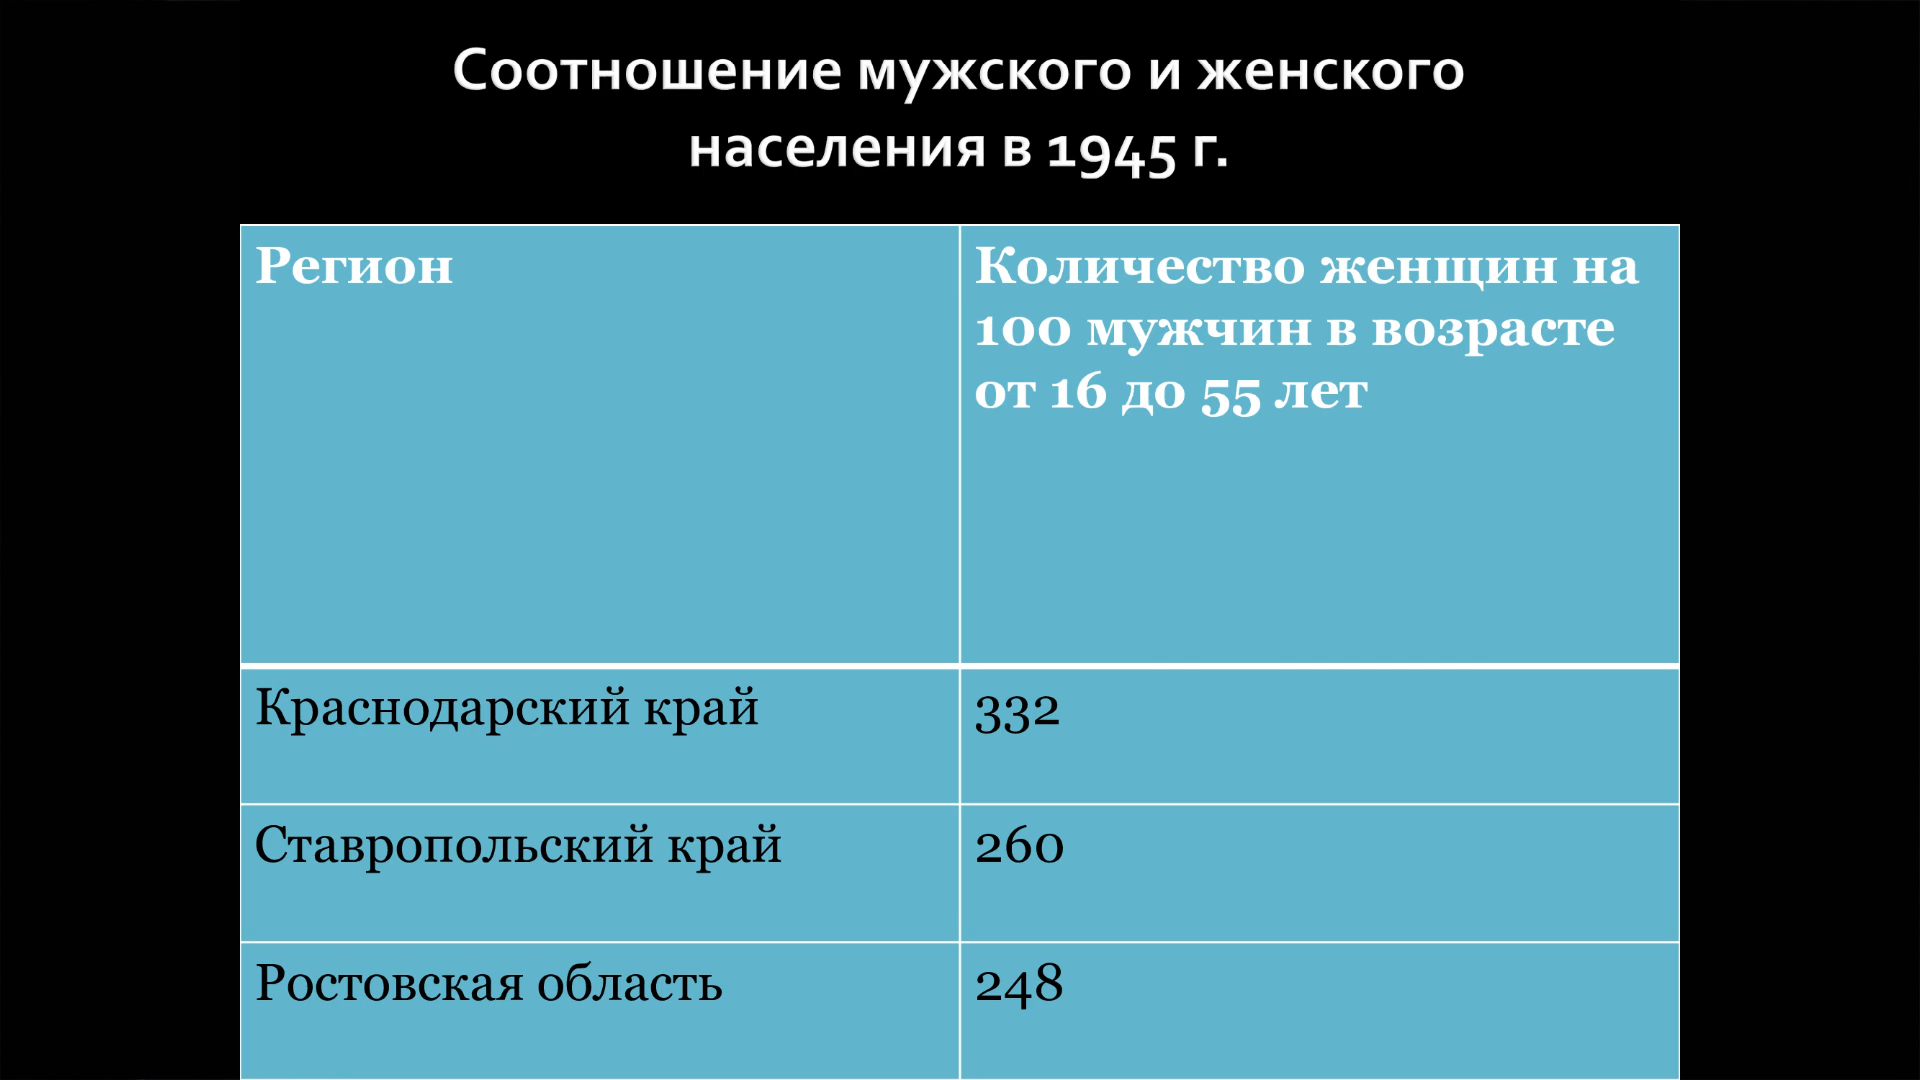 Соотношение мужского и женского
населения в 1945 г.
Регион
Количество женщин на
100 мужчин в возрасте
от 16 до 55 лет
Краснодарский край
332
Ставропольский край
260
Ростовская область
248